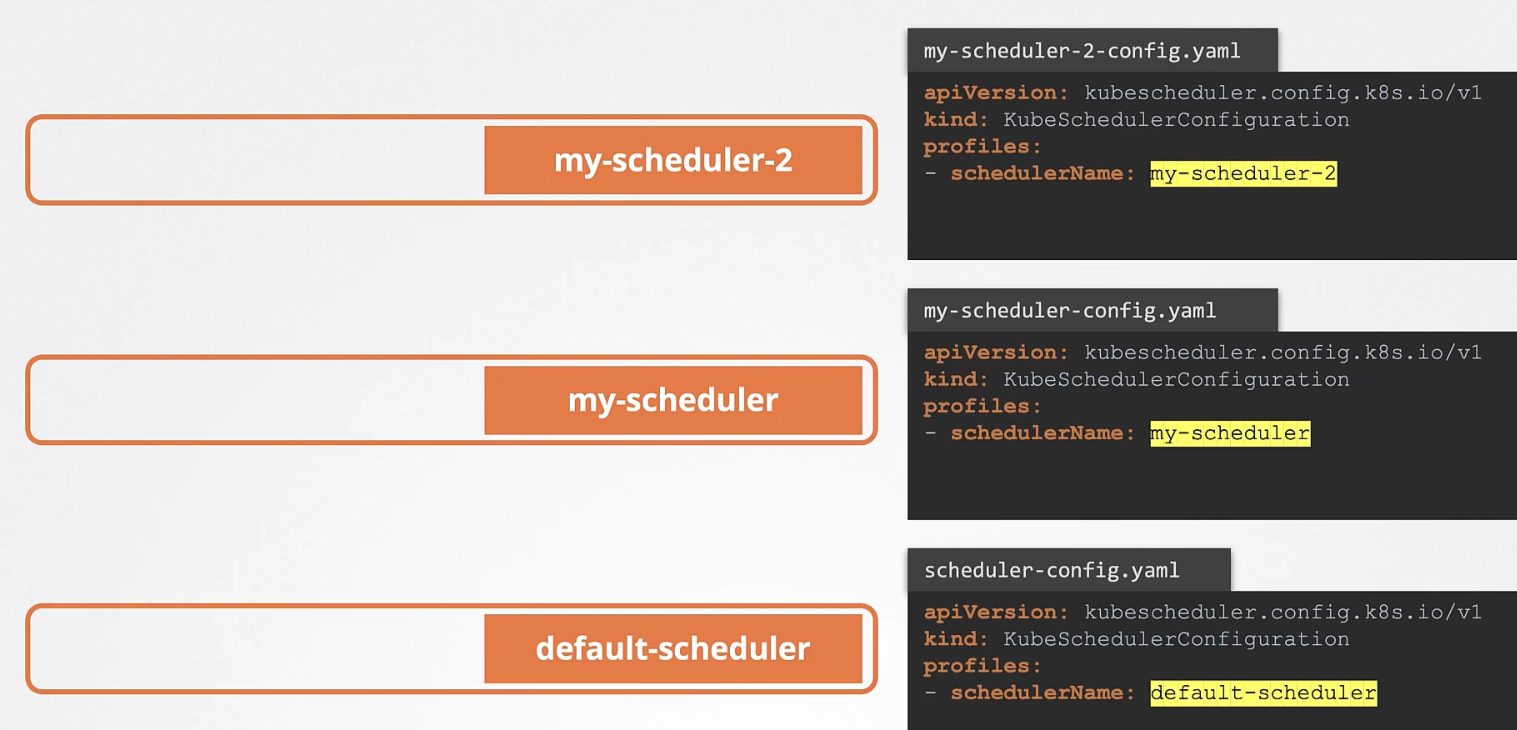 my-scheduler-2
my-scheduler-2-config.yaml
apiVersion: kubescheduler.config.k8s.io/v1
kind: KubeSchedulerConfiguration
profiles:
- schedulerName: my-scheduler-2
my-scheduler
my-scheduler-config.yaml
apiVersion: kubescheduler.config.k8s.io/v1
kind: KubeSchedulerConfiguration
profiles:
- schedulerName: my-scheduler
default-scheduler
scheduler-config.yaml
apiVersion: kubescheduler.config.k8s.io/v1
kind: KubeSchedulerConfiguration
profiles:
- schedulerName: default-scheduler